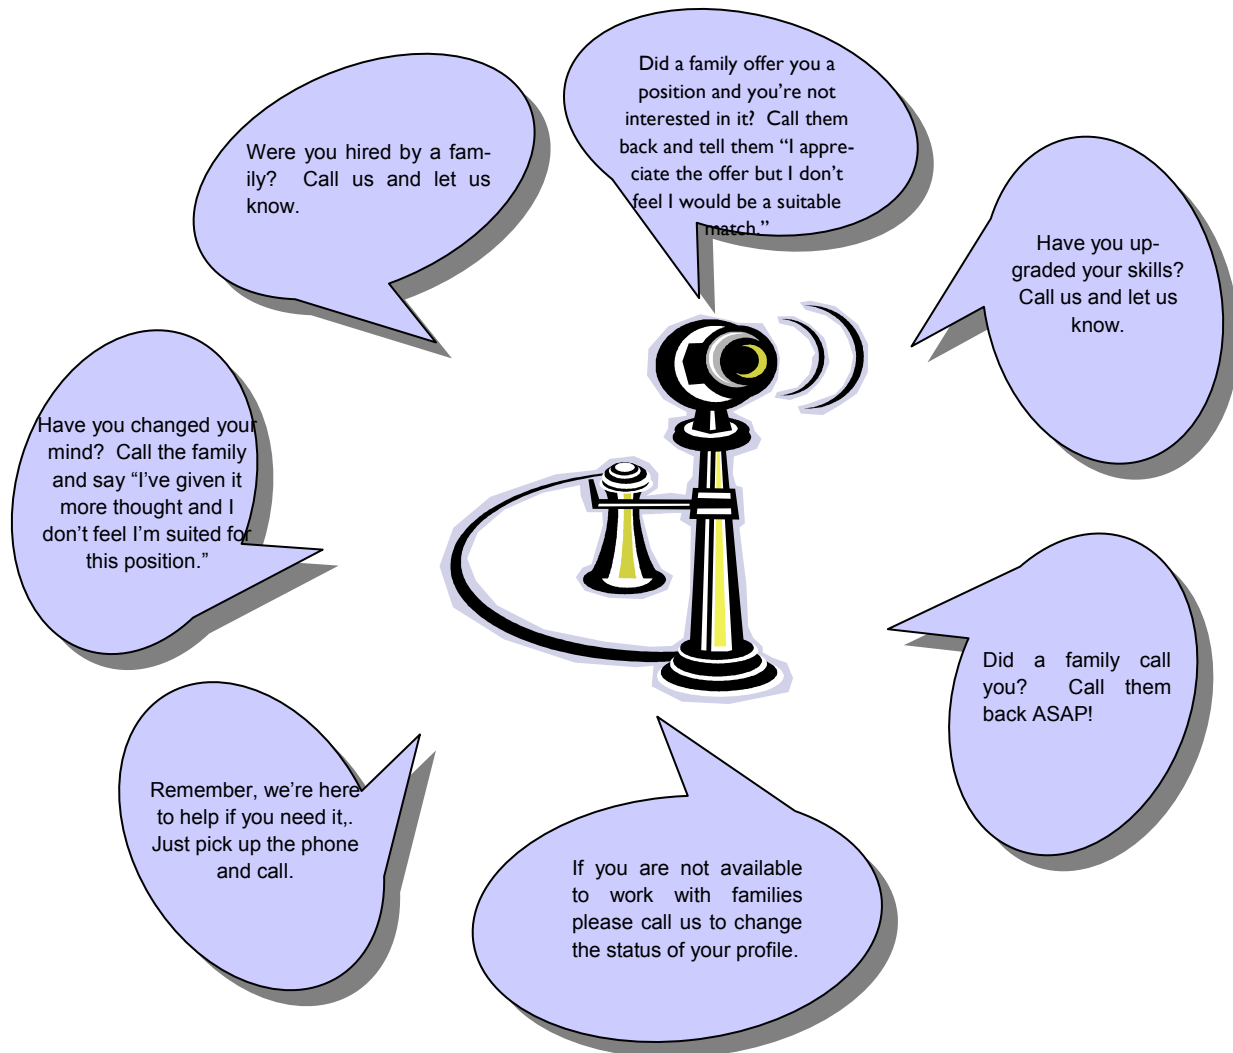 Did a family offer you a
position and you're not
interested in it?  Call them
back and tell them “I appre-
ciate the offer but I don't
feel I would be a suitable
match.”
Were you hired by a fam-
ily?  Call us and let us
know.
Have you up-
graded your skills?
Call us and let us
know.
Have you changed your
mind?  Call the family
and say “I’ve given it
more thought and I
don’t feel I’m suited for
this position.”
Did a family call
you?  Call them
back ASAP!
Remember, we’re here
to help if you need it,.
Just pick up the phone
and call.
If you are not available
to work with families
please call us to change
the status of your profile.